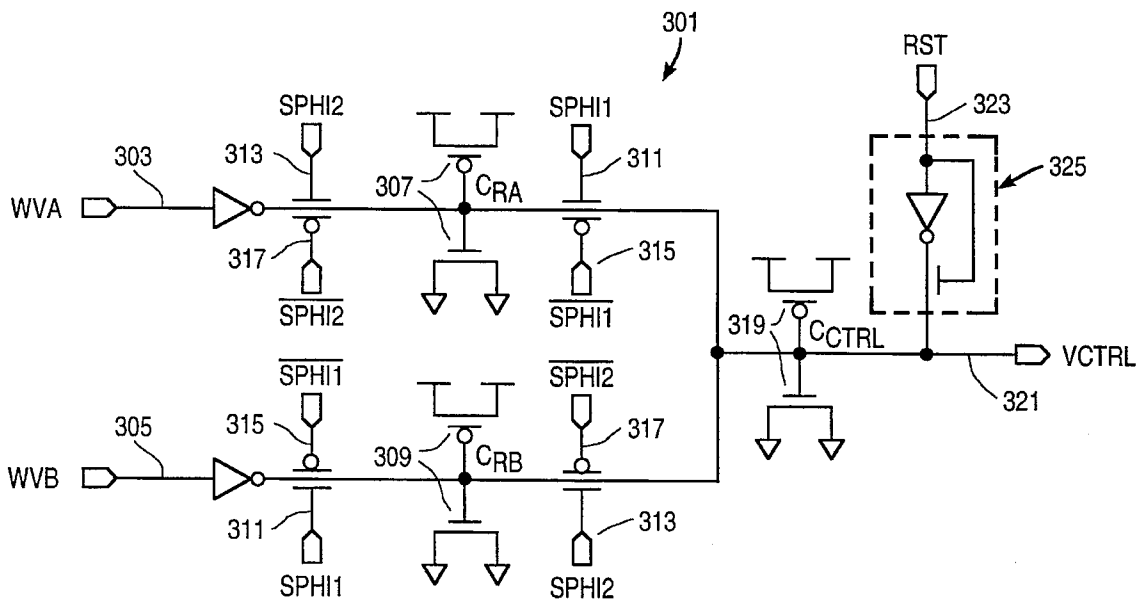 301
RST
323
325
SPHI2
SPHI1
313
311
303
WVA
307
CRA
317
315
SPHI2
SPHI1
319
CCTRL
VCTRL
321
SPHI1
SPHI2
315
317
305
WVB
309
CRB
311
313
SPHI1
SPHI2